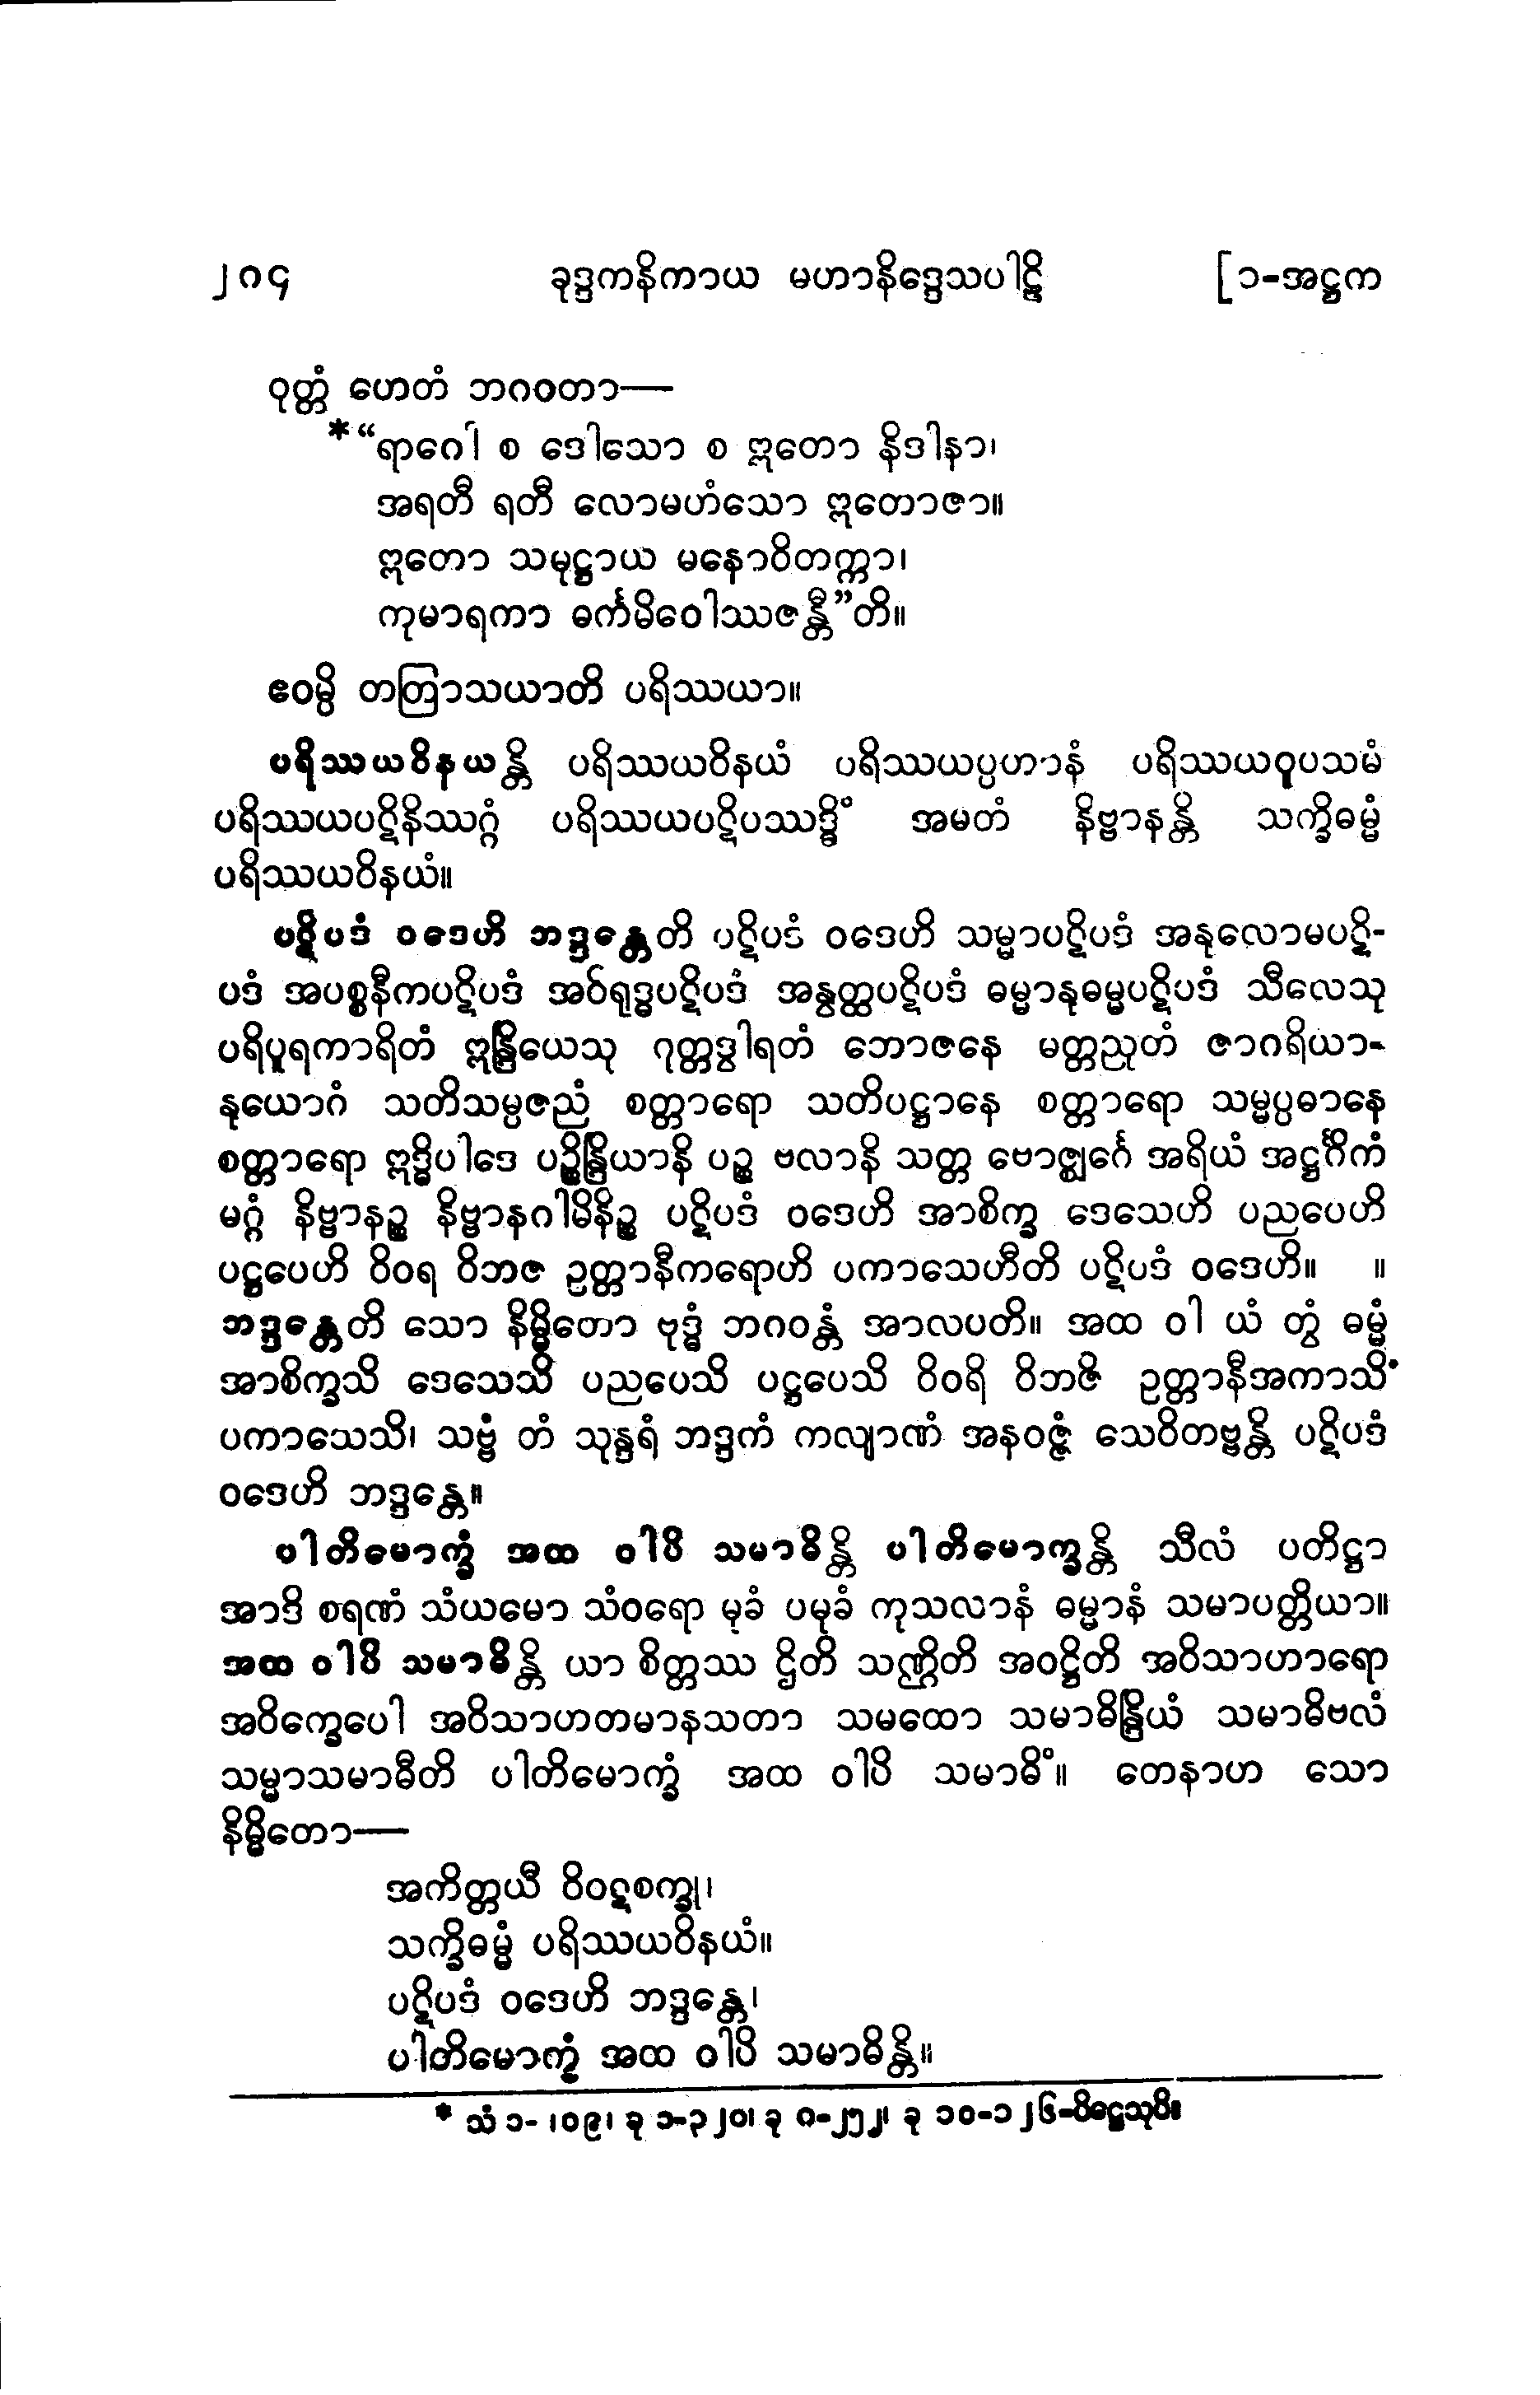 ၂၈၄ ခုဒ္ဒကနိကာယ မဟာနိဒ္ဒေသပါဠိ [၁-အဋ္ဌက
ဝုတ္တံ ဟေတံ ဘဂဝတာ—
*“ရာဂေါ စ ဒေါသော စ ဣတော နိဒါနာ၊
အရတီ ရတီ လောမဟံသော ဣတောဇာ။
ဣတော သမုဋ္ဌာယ မနောဝိတက္ကာ၊
ကုမာရကာ ဓင်္ကမိဝေါဿဇန္တီ”တိ။
ဧဝမ္ပိ တတြာသယာတိ ပရိဿယာ။
ပရိဿယဝိနယန္တိ ပရိဿယဝိနယံ ပရိဿယပ္ပဟာနံ ပရိဿယဝူပသမံ
ပရိဿယပဋိနိဿဂ္ဂံ ပရိဿယပဋိပဿဒ္ဓိံ အမတံ နိဗ္ဗာနန္တိ သက္ခိဓမ္မံ
ပရိဿယဝိနယံ။
ပဋိပဒံ ဝဒေဟိ ဘဒ္ဒန္တေတိ ပဋိပဒံ ဝဒေဟိ သမ္မာပဋိပဒံ အနုလောမပဋိ-
ပဒံ အပစ္စနီကပဋိပဒံ အဝိရုဒ္ဓပဋိပဒံ အနွတ္ထပဋိပဒံ ဓမ္မာနုဓမ္မပဋိပဒံ သီလေသု
ပရိပူရကာရိတံ ဣန္ဒြိယေသု ဂုတ္တဒွါရတံ ဘောဇနေ မတ္တညုတံ ဇာဂရိယာ-
နုယောဂံ သတိသမ္ပဇညံ စတ္တာရော သတိပဋ္ဌာနေ စတ္တာရော သမ္မပ္ပဓာနေ
စတ္တာရော ဣဒ္ဓိပါဒေ ပဉ္စိန္ဒြိယာနိ ပဉ္စ ဗလာနိ သတ္တ ဗောဇ္ဈင်္ဂေ အရိယံ အဋ္ဌင်္ဂိကံ
မဂ္ဂံ နိဗ္ဗာနဉ္စ နိဗ္ဗာနဂါမိနိဉ္စ ပဋိပဒံ ဝဒေဟိ အာစိက္ခ ဒေသေဟိ ပညပေဟိ
ပဋ္ဌပေဟိ ဝိဝရ ဝိဘဇ ဥတ္တာနီကရောဟိ ပကာသေဟီတိ ပဋိပဒံ ဝဒေဟိ။ ။
ဘဒ္ဒန္တေတိ သော နိမ္မိတော ဗုဒ္ဓံ ဘဂဝန္တံ အာလပတိ။ အထ ဝါ ယံ တွံ ဓမ္မံ
အာစိက္ခသိ ဒေသေသိ ပညပေသိ ပဋ္ဌပေသိ ဝိဝရိ ဝိဘဇိ ဥတ္တာနီအကာသိ
ပကာသေသိ၊ သဗ္ဗံ တံ သုန္ဒရံ ဘဒ္ဒကံ ကလျာဏံ အနဝဇ္ဇံ သေဝိတဗ္ဗန္တိ ပဋိပဒံ
ဝဒေဟိ ဘဒ္ဒန္တေ။
ပါတိမောက္ခံ အထ ဝါပိ သမာဓိန္တိ ပါတိမောက္ခန္တိ သီလံ ပတိဋ္ဌာ
အာဒိ စရဏံ သံယမော သံဝရော မုခံ ပမုခံ ကုသလာနံ ဓမ္မာနံ သမာပတ္တိယာ။
အထ ဝါပိ သမာဓိန္တိ ယာ စိတ္တဿ ဌိတိ သဏ္ဌိတိ အဝဋ္ဌိတိ အဝိသာဟာရော
အဝိက္ခေပေါ အဝိသာဟတမာနသတာ သမထော သမာဓိန္ဒြိယံ သမာဓိဗလံ
သမ္မာသမာဓီတိ ပါတိမောက္ခံ အထ ဝါပိ သမာဓိံ။ တေနာဟ သော
နိမ္မိတော—
အကိတ္တယီ ဝိဝဋစက္ခု၊
သက္ခိဓမ္မံ ပရိဿယဝိနယံ။
ပဋိပဒံ ဝဒေဟိ ဘဒ္ဒန္တေ၊
ပါတိမောက္ခံ အထ ဝါပိ သမာဓိန္တိ။
* သံ ၁- ၊၀၉၊ ခု ၁-၃၂၀၊ ခု ၈-၂၅၂၊ ခု ၁၀-၁၂၆-ပိဋ္ဌေသုပိ။